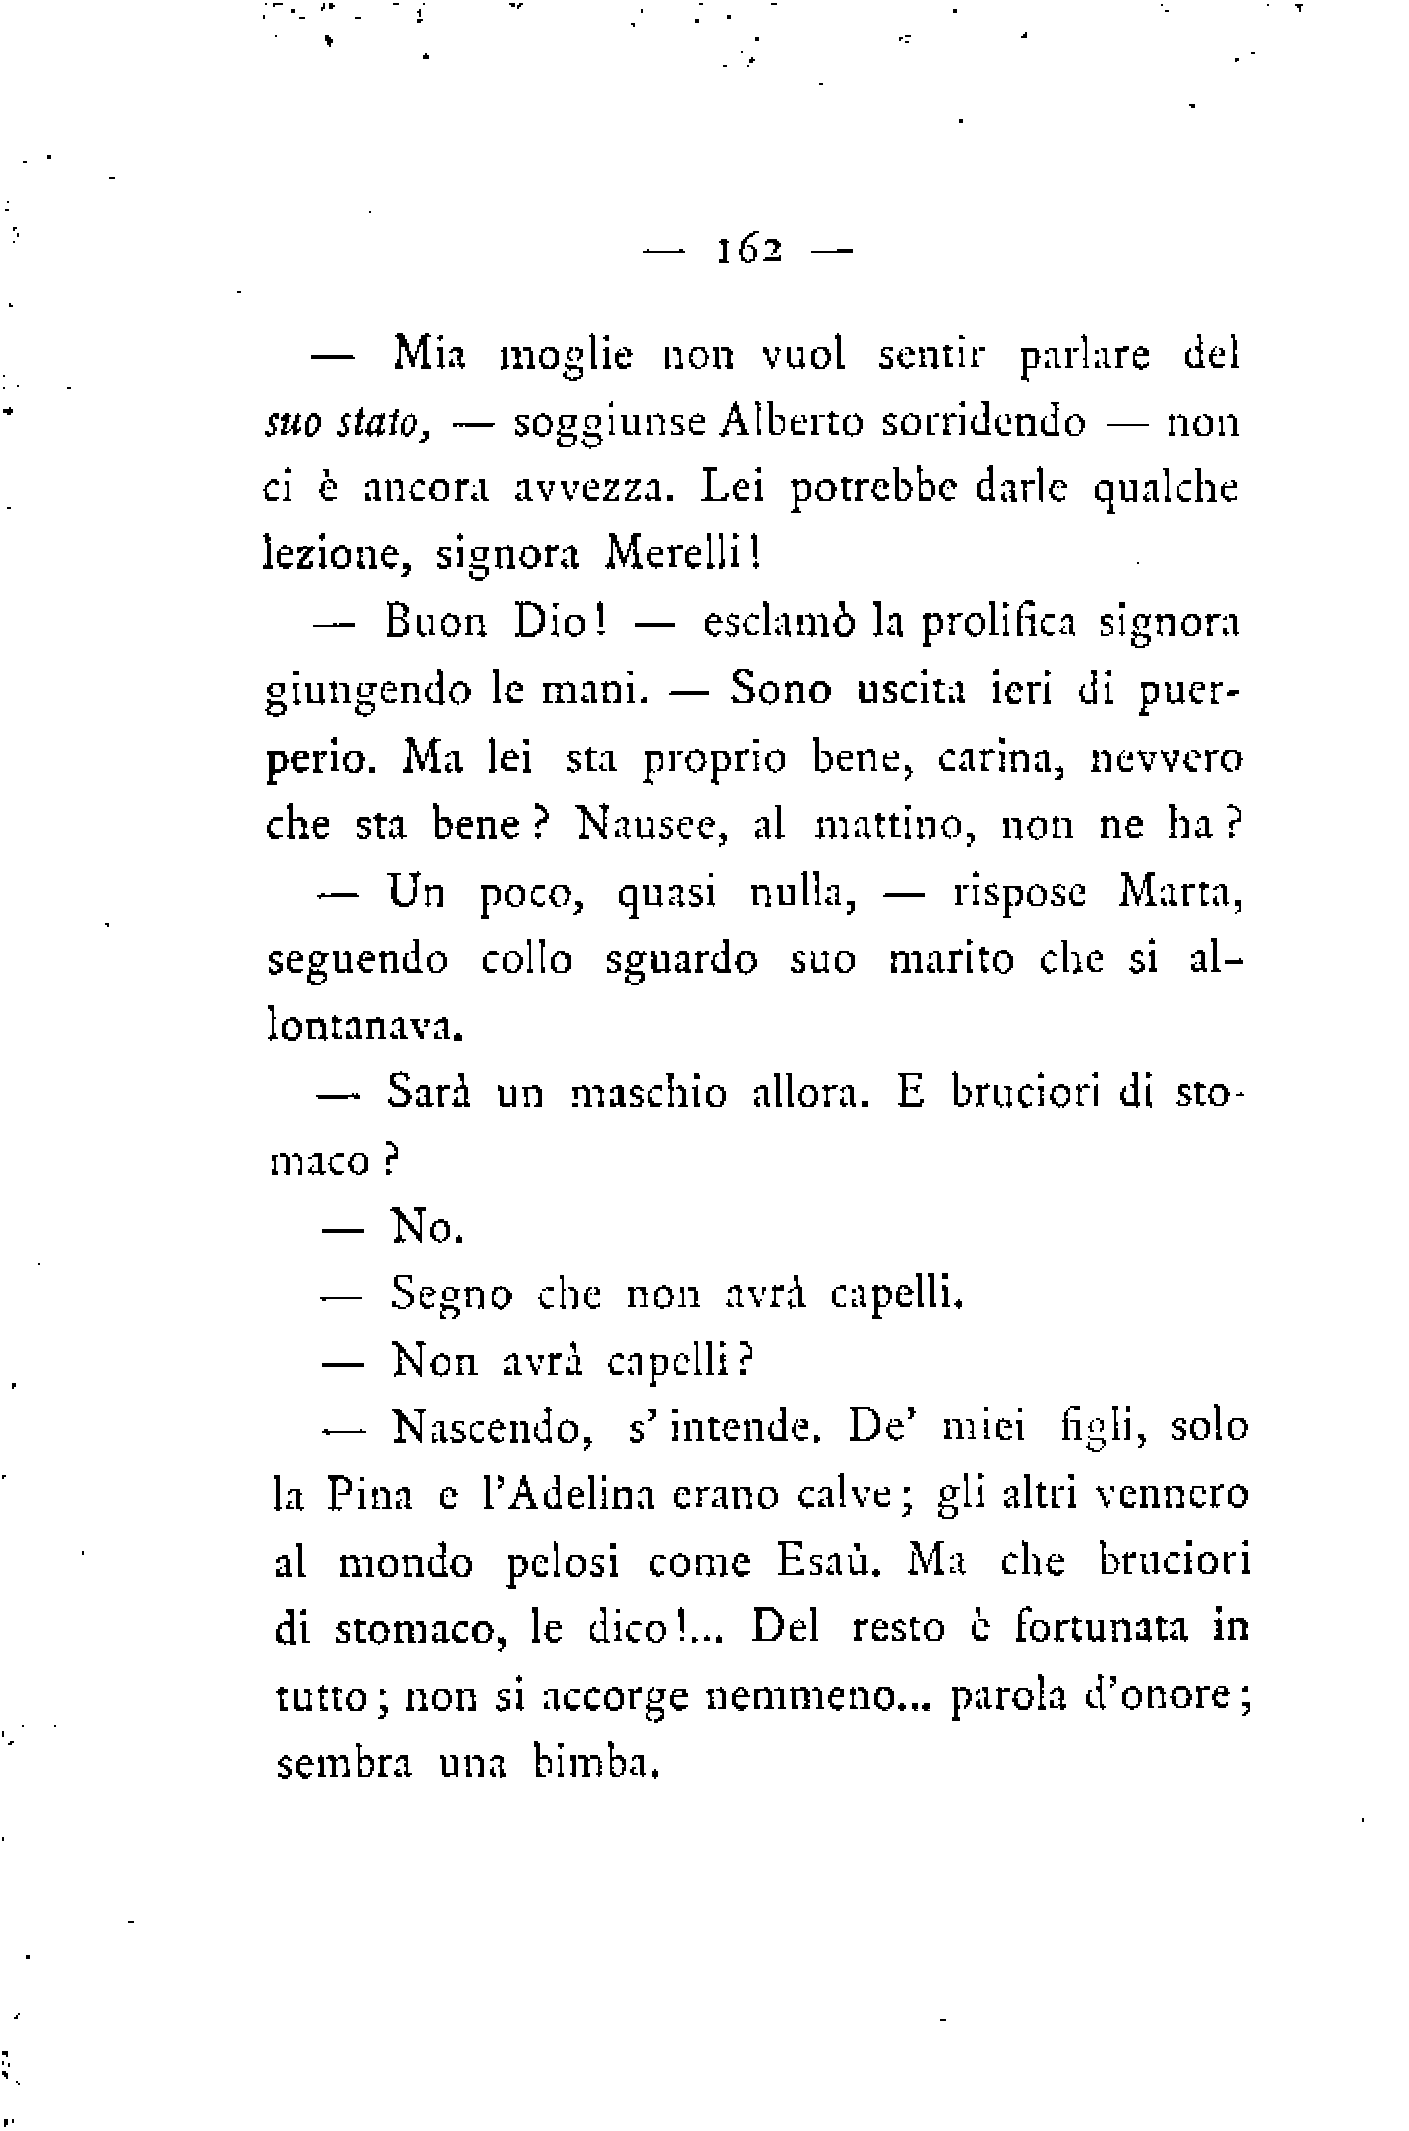 — 162 —
— Mia moglie non vuol sentir parlare del
suo stato, — soggiunse Alberto sorridendo — non
ci è ancora avvezza. Lei potrebbe darle qualche
lezione, signora Merelli!
— Buon Dio! — esclamò la prolifica signora
giungendo le mani. — Sono uscita ieri di puer-
perio. Ma lei sta proprio bene, carina, nevvero
che sta bene? Nausee, al mattino, non ne ha?
— Un poco, quasi nulla, — rispose Marta,
seguendo collo sguardo suo marito che si al-
lontanava.
— Sarà un maschio allora. E bruciori di sto-
maco?
— No.
— Segno che non avrà capelli.
— Non avrà capelli?
— Nascendo, s'intende. De' miei figli, solo
la Pina e l'Adelina erano calve; gli altri vennero
al mondo pelosi come Esaù. Ma che bruciori
di stomaco, le dico!... Del resto è fortunata in
tutto; non si accorge nemmeno... parola d'onore;
sembra una bimba.